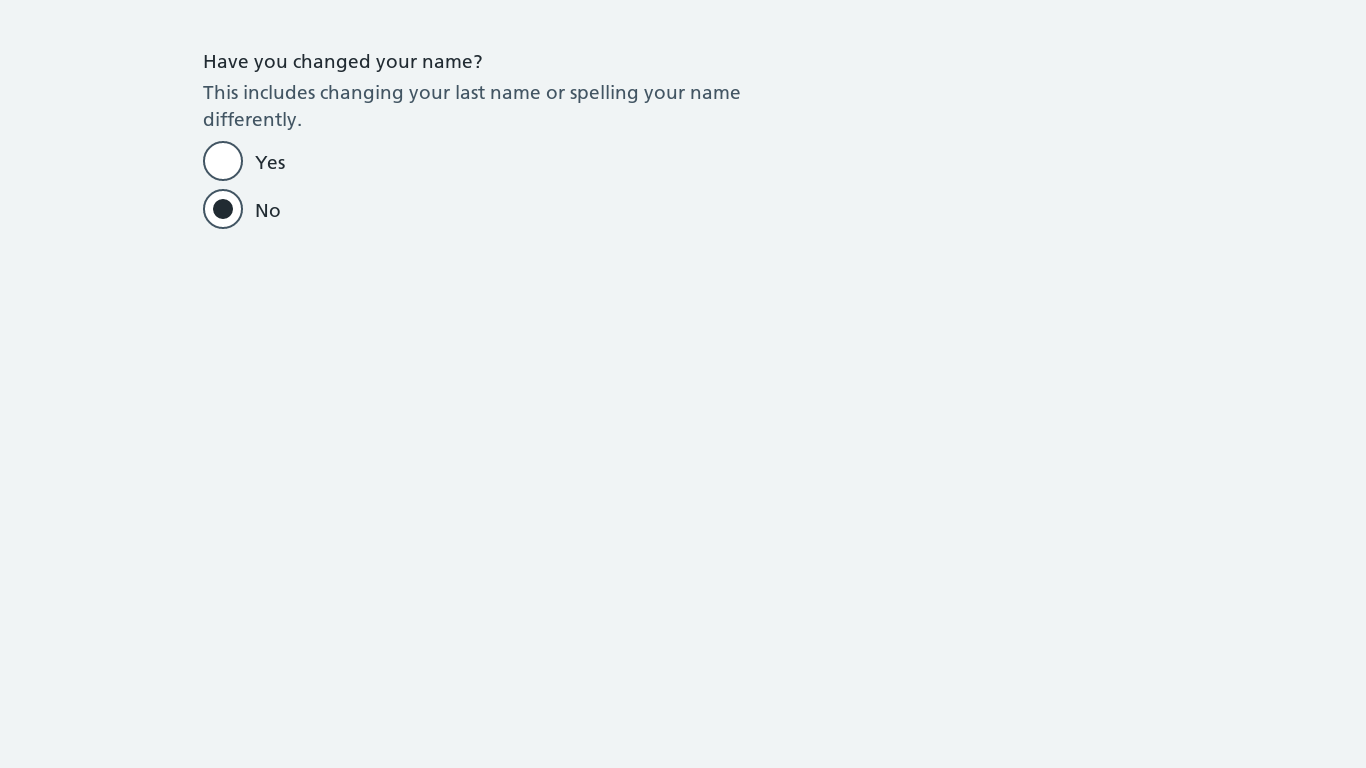 Have you changed your name?
This includes changing your last name or spelling your name
differently.
Yes
No